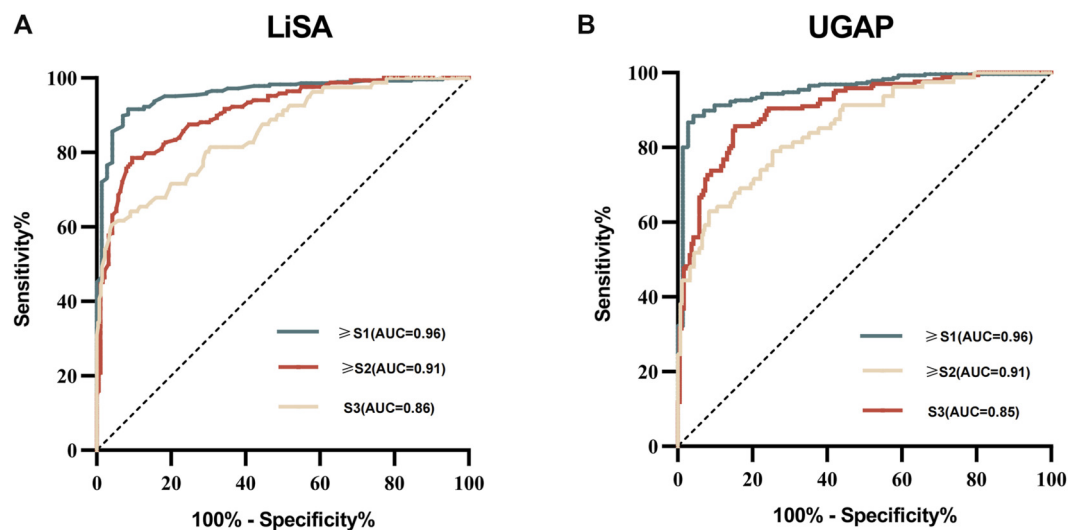 A
LiSA
Sensitivity%
100
80
60
40
20
0
⩾S1(AUC=0.96)
⩾S2(AUC=0.91)
S3(AUC=0.86)
0 20 40 60 80 100
100% - Specificity%
B
UGAP
Sensitivity%
100
80
60
40
20
0
⩾S1(AUC=0.96)
⩾S2(AUC=0.91)
S3(AUC=0.85)
0 20 40 60 80 100
100% - Specificity%